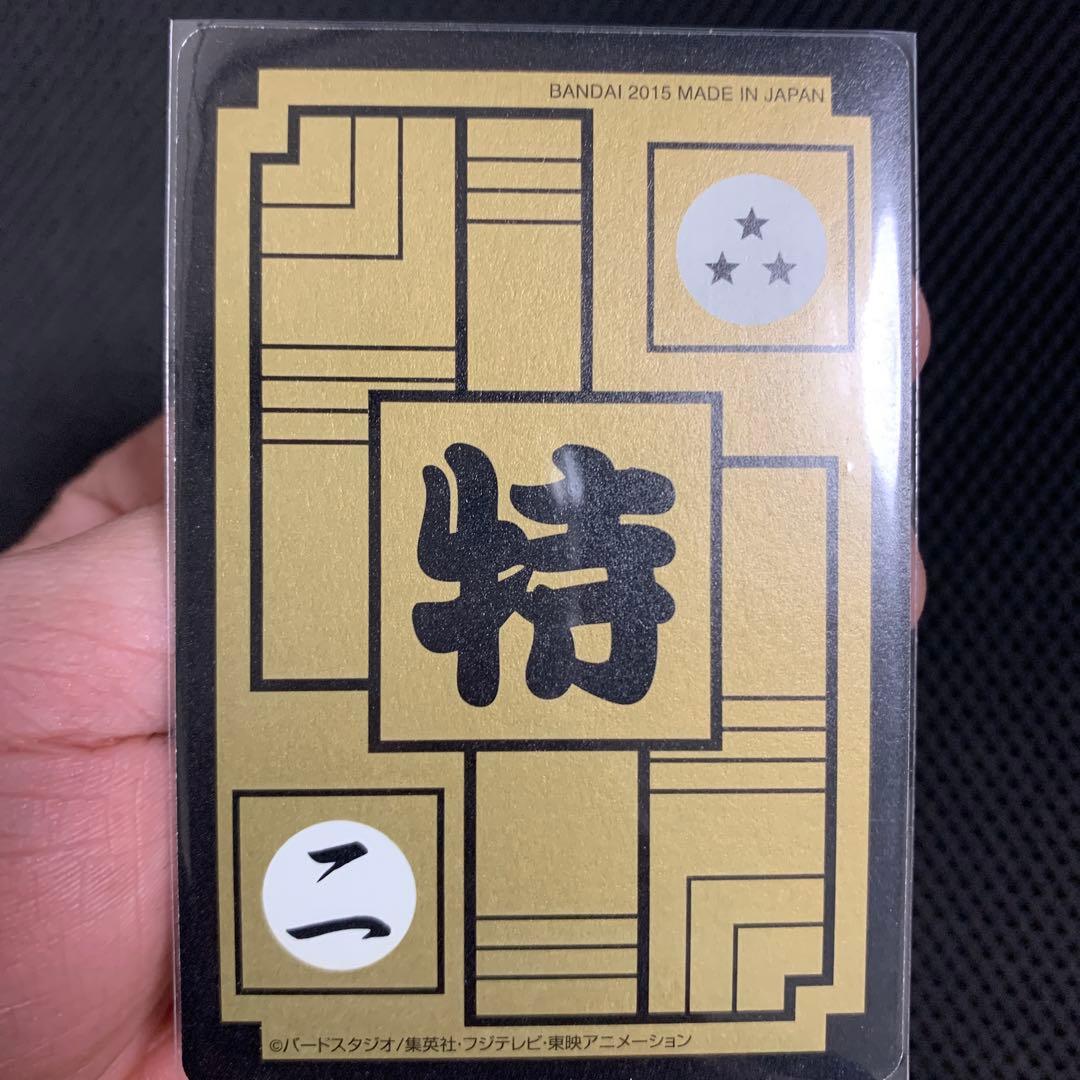 BANDAI 2015 MADE IN JAPAN
特
二
©バードスタジオ/集英社・フジテレビ・東映アニメーション